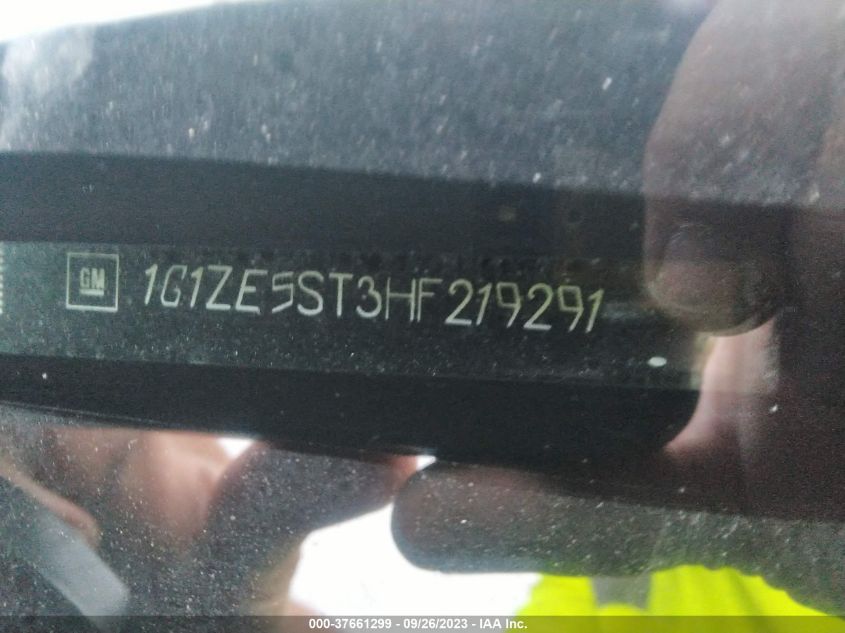 GM 1G1ZE5ST3HF219291
000-37661299 - 09/26/2023 - IAA Inc.